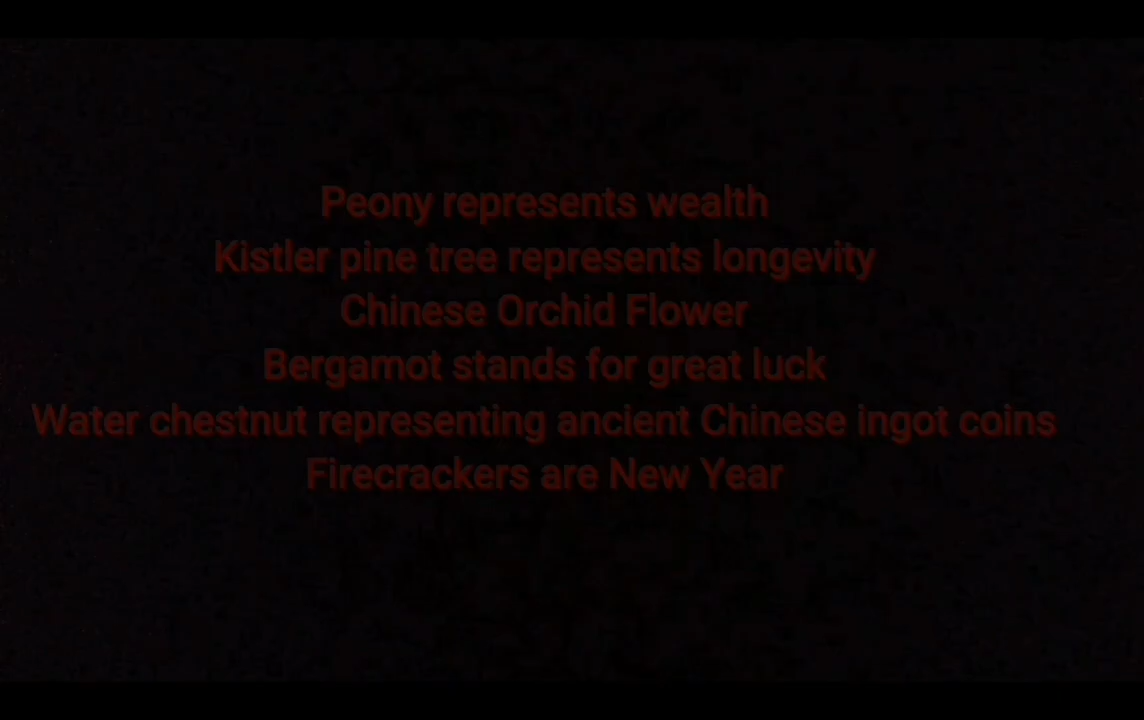 Peony represents wealth
Kistler pine tree represents longevity
Chinese Orchid Flower
Bergamot stands for great luck
Water chestnut representing ancient Chinese ingot coins
Firecrackers are New Year